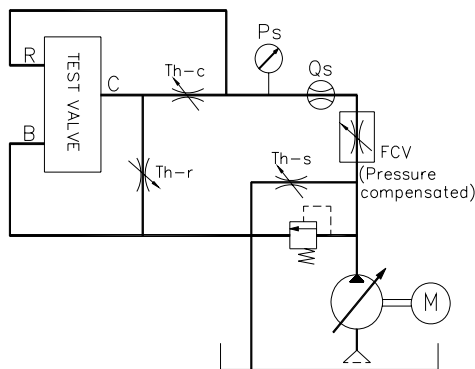 Ps
R
TEST VALVE
C
Th-c
Qs
B
Th-r
Th-s
FCV
(Pressure
compensated)
M